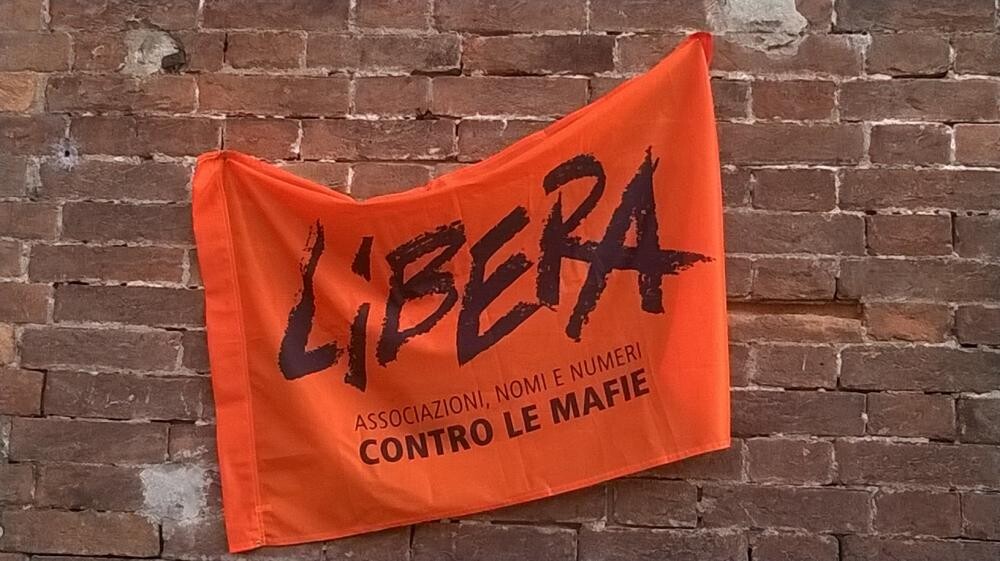 LiBERA
ASSOCIAZIONI, NOMI E NUMERI
CONTRO LE MAFIE